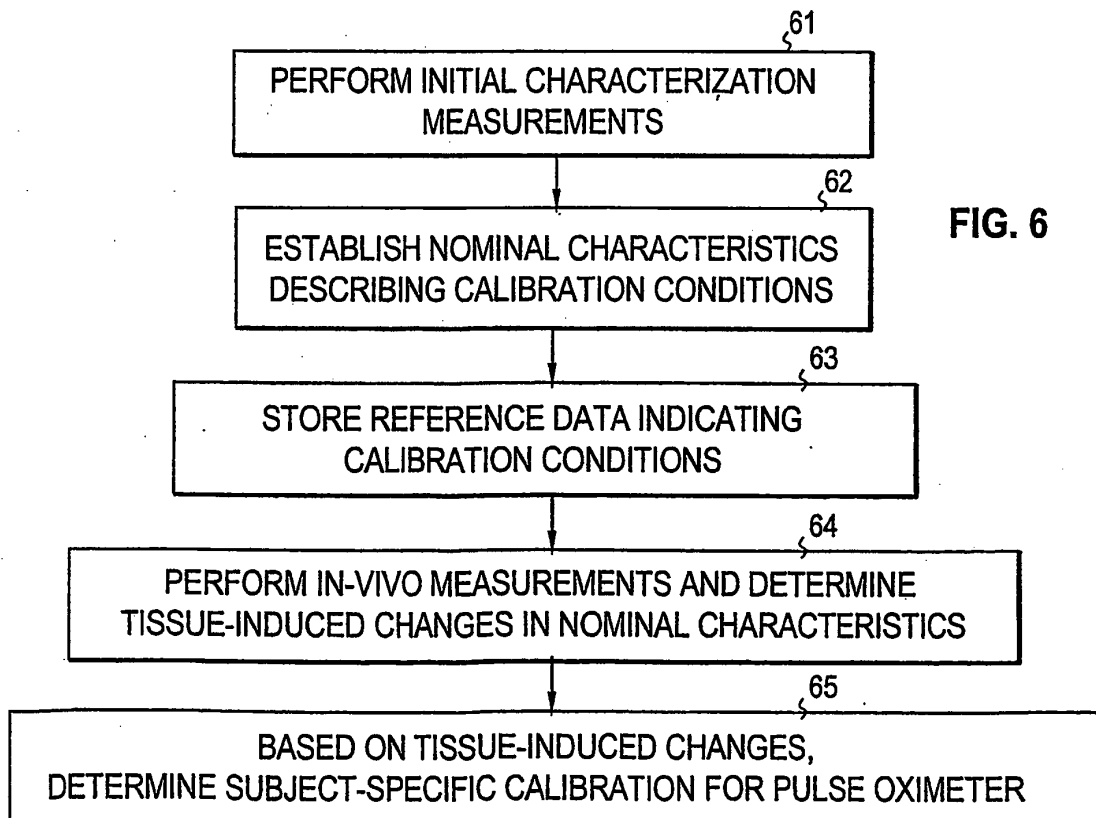 61
PERFORM INITIAL CHARACTERIZATION
MEASUREMENTS
62
ESTABLISH NOMINAL CHARACTERISTICS
DESCRIBING CALIBRATION CONDITIONS
FIG. 6
63
STORE REFERENCE DATA INDICATING
CALIBRATION CONDITIONS
64
PERFORM IN-VIVO MEASUREMENTS AND DETERMINE
TISSUE-INDUCED CHANGES IN NOMINAL CHARACTERISTICS
65
BASED ON TISSUE-INDUCED CHANGES,
DETERMINE SUBJECT-SPECIFIC CALIBRATION FOR PULSE OXIMETER